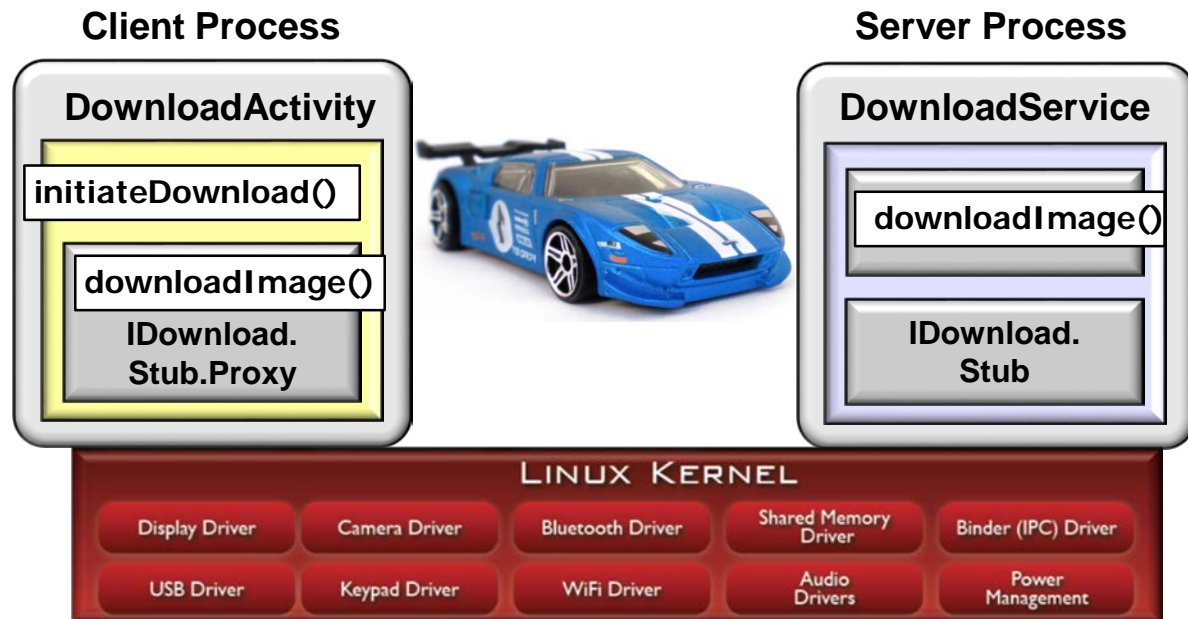 Client Process
Server Process
DownloadActivity
initiateDownload()
downloadImage()
IDownload.
Stub.Proxy
DownloadService
downloadImage()
IDownload.
Stub
LINUX KERNEL
Display Driver
Camera Driver
Bluetooth Driver
Shared Memory
Driver
Binder (IPC) Driver
USB Driver
Keypad Driver
WiFi Driver
Audio
Drivers
Power
Management